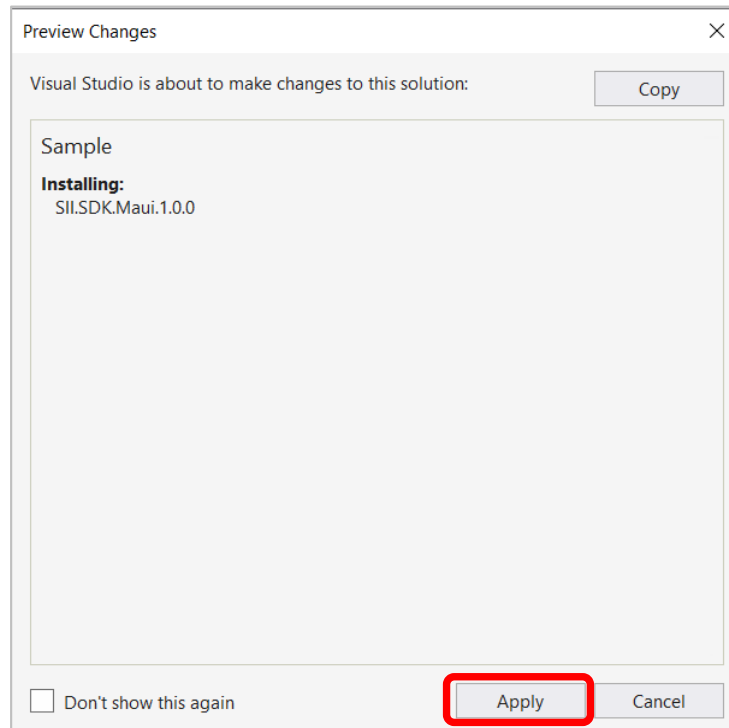 Preview Changes
Visual Studio is about to make changes to this solution:
Copy
Sample
Installing:
SII.SDK.Maui.1.0.0
Don't show this again
Apply
Cancel